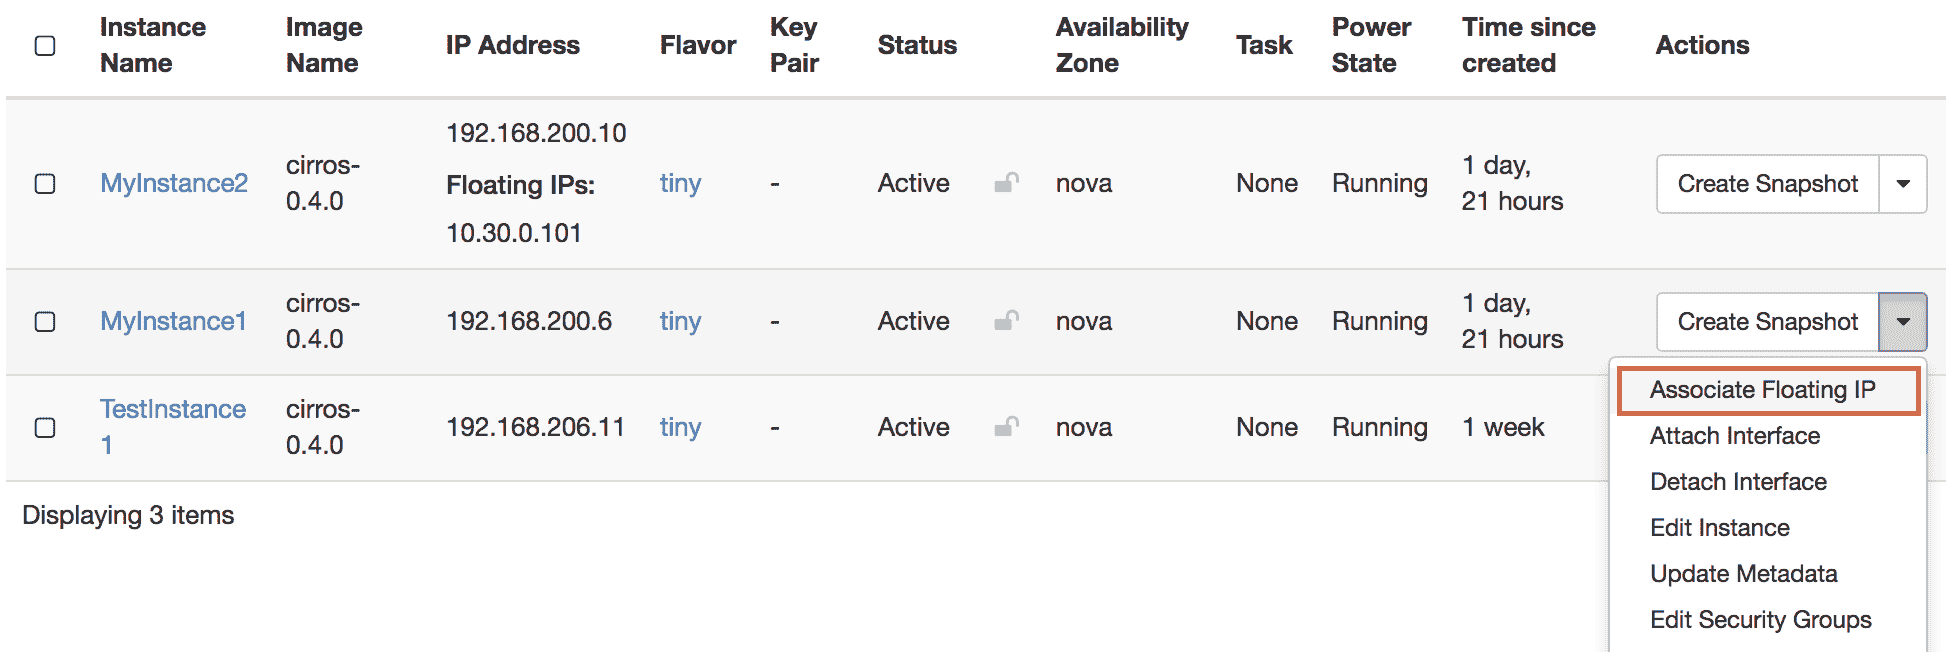 Instance Name	Image Name	IP Address	Flavor	Key Pair	Status	Availability Zone	Task	Power State	Time since created	Actions
MyInstance2	cirros-0.4.0	192.168.200.10 Floating IPs: 10.30.0.101	tiny	-	Active	nova	None	Running	1 day, 21 hours	Create Snapshot
MyInstance1	cirros-0.4.0	192.168.200.6	tiny	-	Active	nova	None	Running	1 day, 21 hours	Create Snapshot
TestInstance1	cirros-0.4.0	192.168.206.11	tiny	-	Active	nova	None	Running	1 week
Associate Floating IP
Attach Interface
Detach Interface
Edit Instance
Update Metadata
Edit Security Groups
Displaying 3 items